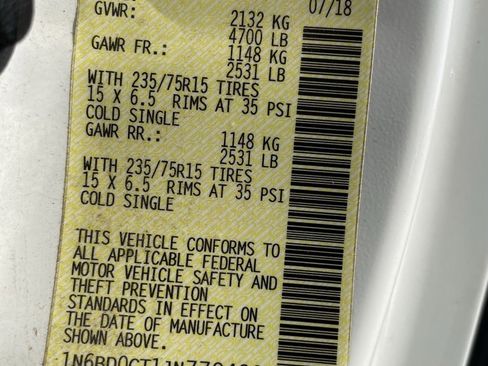 07/18
GVWR: 2132 KG
4700 LB
GAWR FR.: 1148 KG
2531 LB
WITH 235/75R15 TIRES
15 X 6.5 RIMS AT 35 PSI
COLD SINGLE
GAWR RR.: 1148 KG
2531 LB
WITH 235/75R15 TIRES
15 X 6.5 RIMS AT 35 PSI
COLD SINGLE
THIS VEHICLE CONFORMS TO
ALL APPLICABLE FEDERAL
MOTOR VEHICLE SAFETY AND
THEFT PREVENTION
STANDARDS IN EFFECT ON
THE DATE OF MANUFACTURE
SHOWN ABOVE.